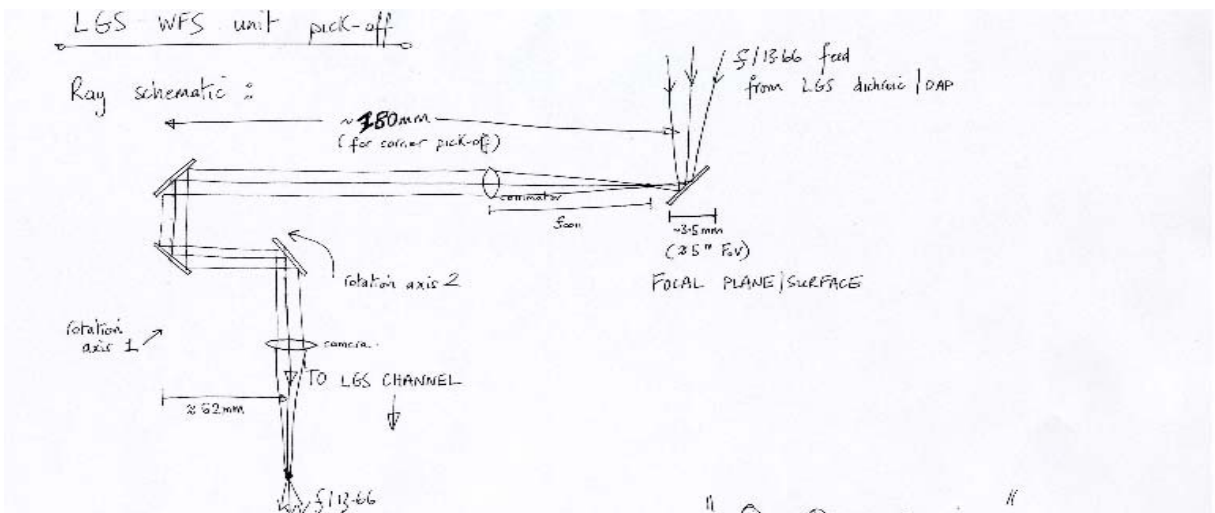 LGS WFS unit pick-off
Ray schematic :
f/13.66 feed
from LGS dichroic / DAP
~ 180mm
(for corner pick-off)
collimator
fcoll
~3.5mm
(≈5" FoV)
FOCAL PLANE/SURFACE
rotation axis 2
rotation
axis 1
camera.
TO LGS CHANNEL
≈ 62mm
f/13.66